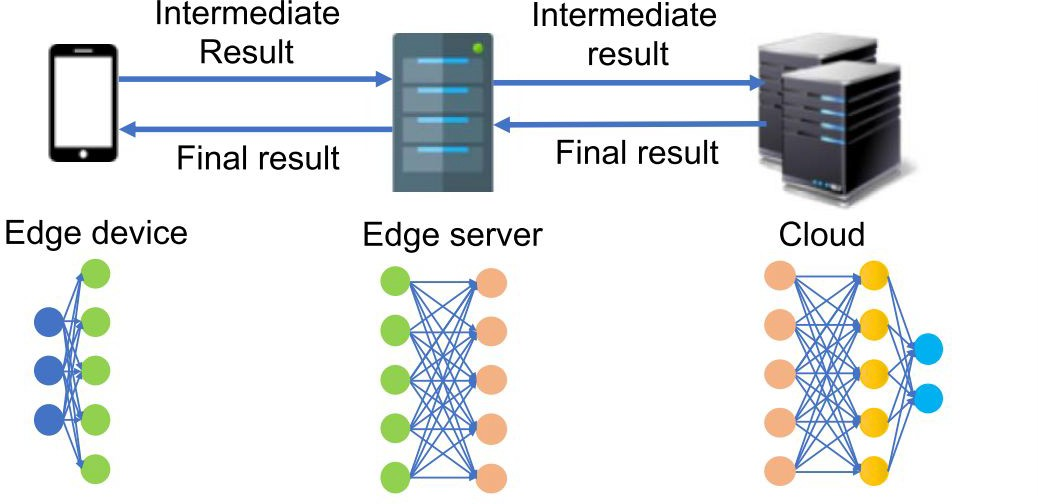 Intermediate
Result
Intermediate
result
Final result
Final result
Edge device
Edge server
Cloud